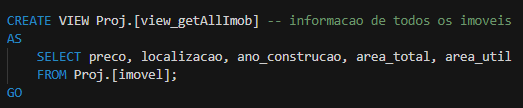 CREATE VIEW Proj.[view_getAllImob] -- informacao de todos os imoveis
AS
    SELECT preco, localizacao, ano_construcao, area_total, area_util
    FROM Proj.[imovel];
GO